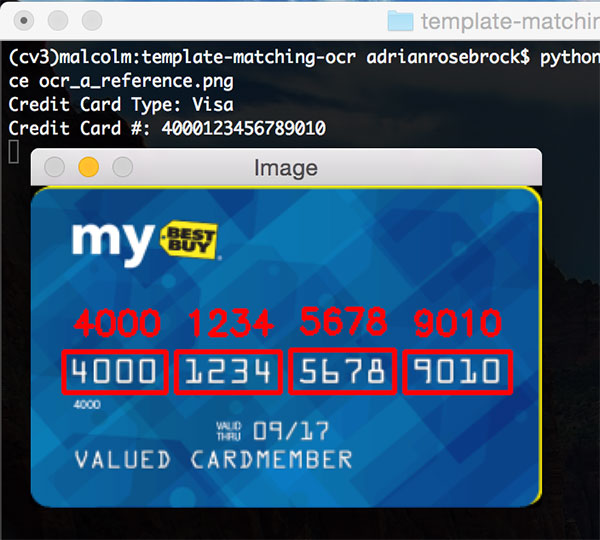 template-matchin
(cv3)malcolm:template-matching-ocr adrianrosebrock$ python
ce ocr_a_reference.png
Credit Card Type: Visa
Credit Card #: 4000123456789010
Image
my BEST BUY
4000 1234 5678 9010
4000 1234 5678 9010
4000
VALID THRU 09/17
VALUED CARDMEMBER